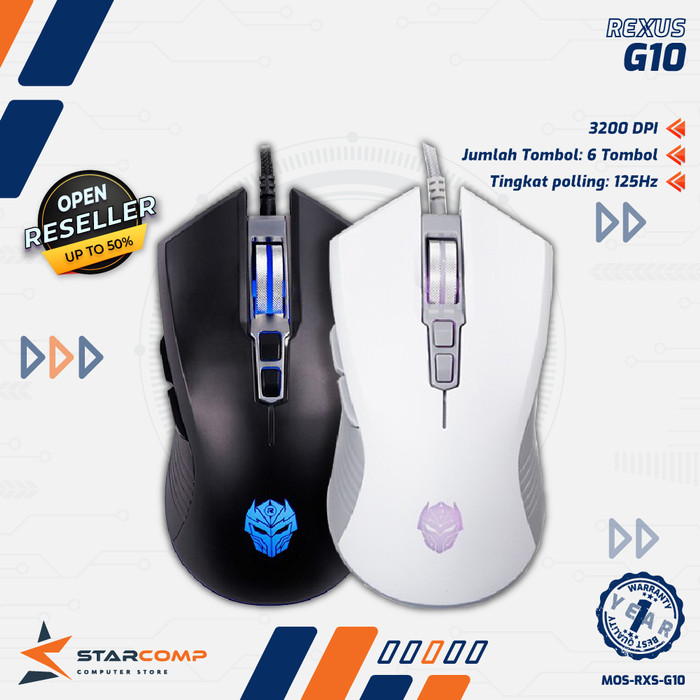 REXUS
G10
3200 DPI
Jumlah Tombol: 6 Tombol
Tingkat polling: 125Hz
OPEN
RESELLER
UP TO 50%
R
STARCOMP
COMPUTER STORE
WARRANTY
1
YEAR
BEST QUALITY
MOS-RXS-G10